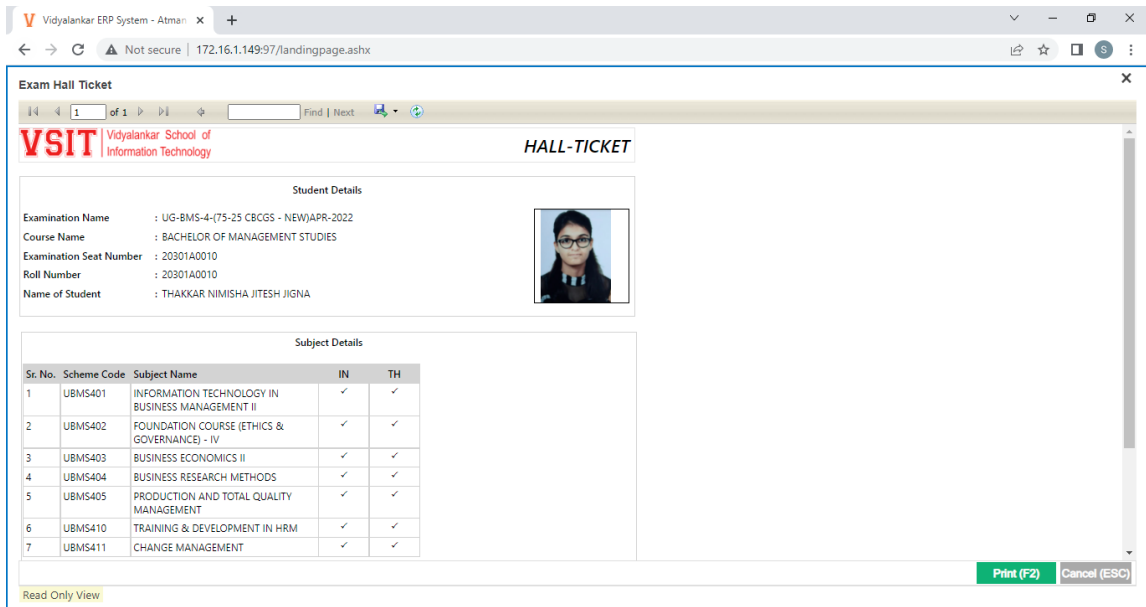 Vidyalankar ERP System - Atman
Not secure | 172.16.1.149:97/landingpage.ashx
S
Exam Hall Ticket
1 of 1 Find | Next
VSIT Vidyalankar School of
Information Technology
HALL-TICKET
Student Details
Examination Name : UG-BMS-4-(75-25 CBCGS - NEW)APR-2022
Course Name : BACHELOR OF MANAGEMENT STUDIES
Examination Seat Number : 20301A0010
Roll Number : 20301A0010
Name of Student : THAKKAR NIMISHA JITESH JIGNA
Subject Details
Sr. No. Scheme Code Subject Name IN TH
1 UBMS401 INFORMATION TECHNOLOGY IN ✓ ✓
BUSINESS MANAGEMENT II
2 UBMS402 FOUNDATION COURSE (ETHICS & ✓ ✓
GOVERNANCE) - IV
3 UBMS403 BUSINESS ECONOMICS II ✓ ✓
4 UBMS404 BUSINESS RESEARCH METHODS ✓ ✓
5 UBMS405 PRODUCTION AND TOTAL QUALITY ✓ ✓
MANAGEMENT
6 UBMS410 TRAINING & DEVELOPMENT IN HRM ✓ ✓
7 UBMS411 CHANGE MANAGEMENT ✓ ✓
Print (F2) Cancel (ESC)
Read Only View